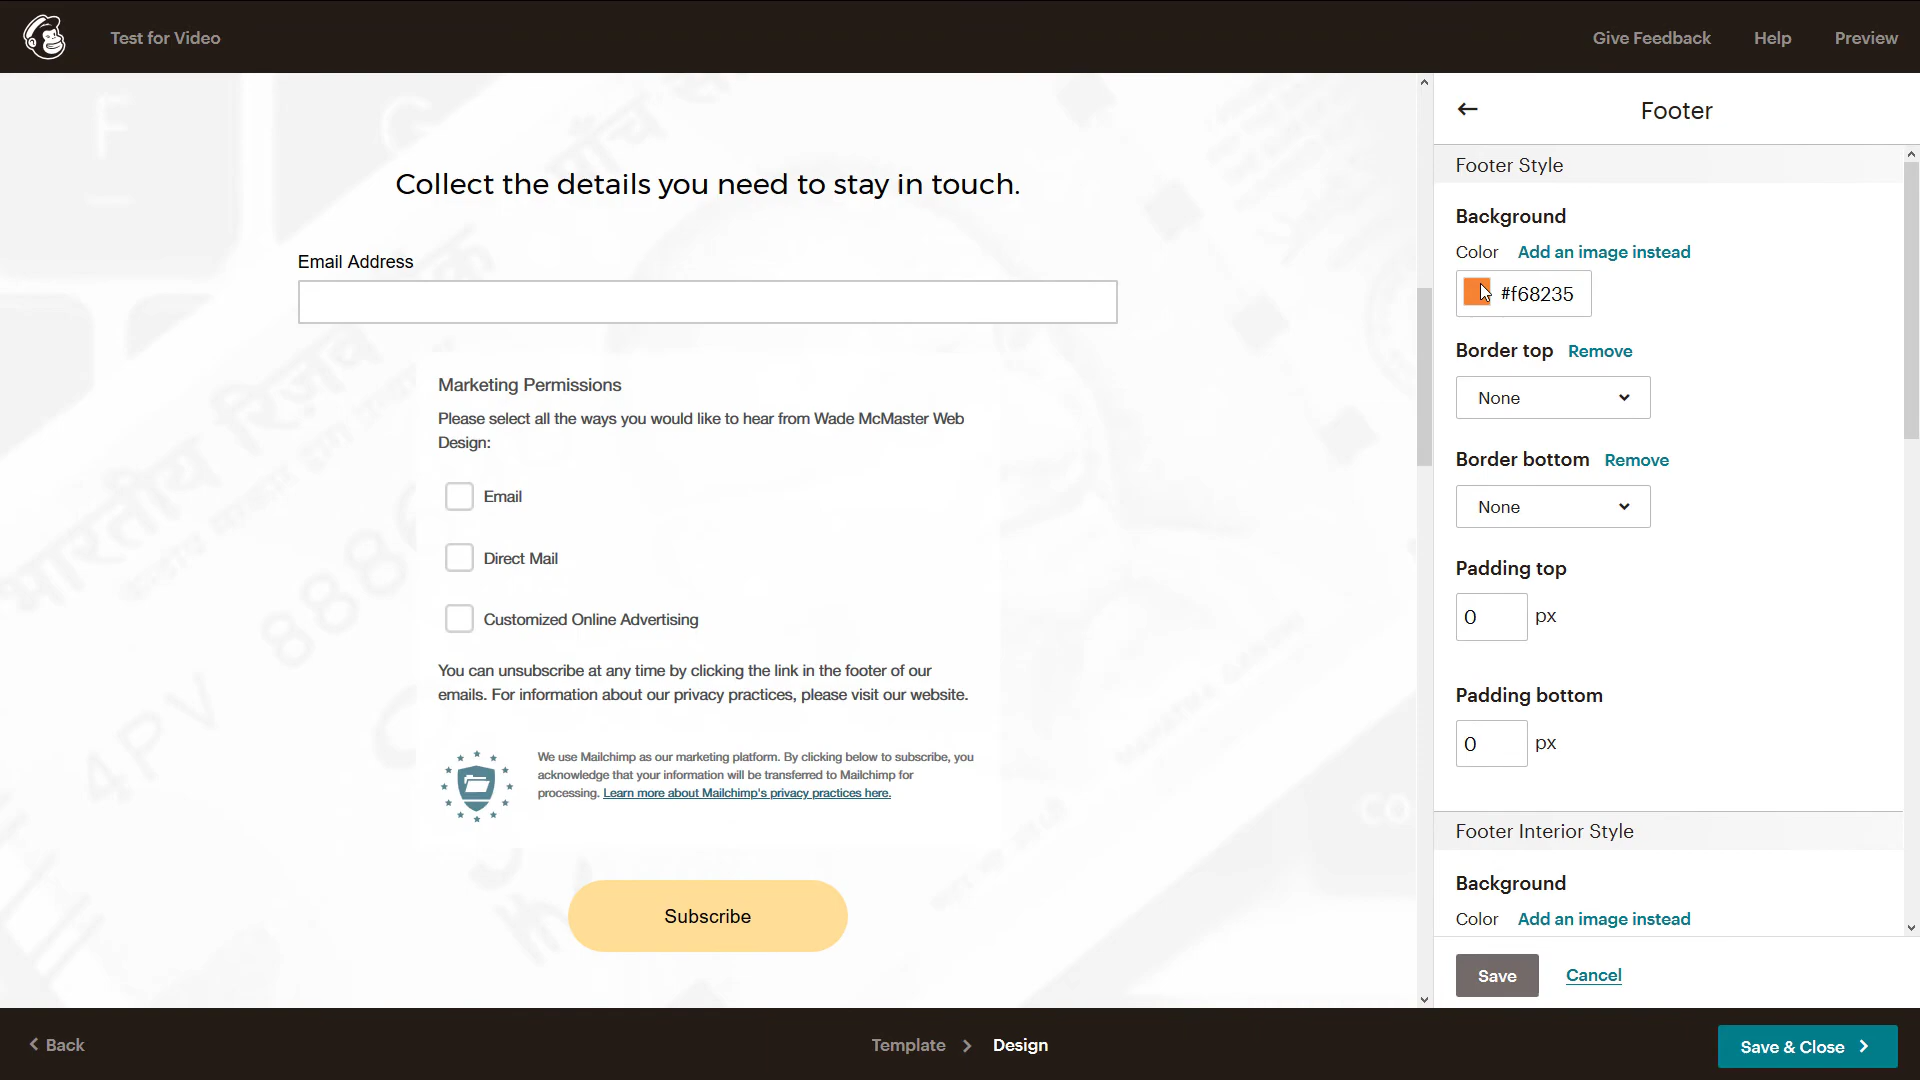 Test for Video
Give Feedback
Help
Preview
F
G
Collect the details you need to stay in touch.
Email Address
Marketing Permissions
Please select all the ways you would like to hear from Wade McMaster Web
Design:
Email
Direct Mail
Customized Online Advertising
You can unsubscribe at any time by clicking the link in the footer of our
emails. For information about our privacy practices, please visit our website.
We use Mailchimp as our marketing platform. By clicking below to subscribe, you
acknowledge that your information will be transferred to Mailchimp for
processing. Learn more about Mailchimp's privacy practices here.
भारतीय रिज़र्व
4PV 886
Subscribe
Footer
Footer Style
Background
Color Add an image instead
#f68235
Border top Remove
None
Border bottom Remove
None
Padding top
0 px
Padding bottom
0 px
Footer Interior Style
Background
Color Add an image instead
Save Cancel
Back
Template
Design
Save & Close